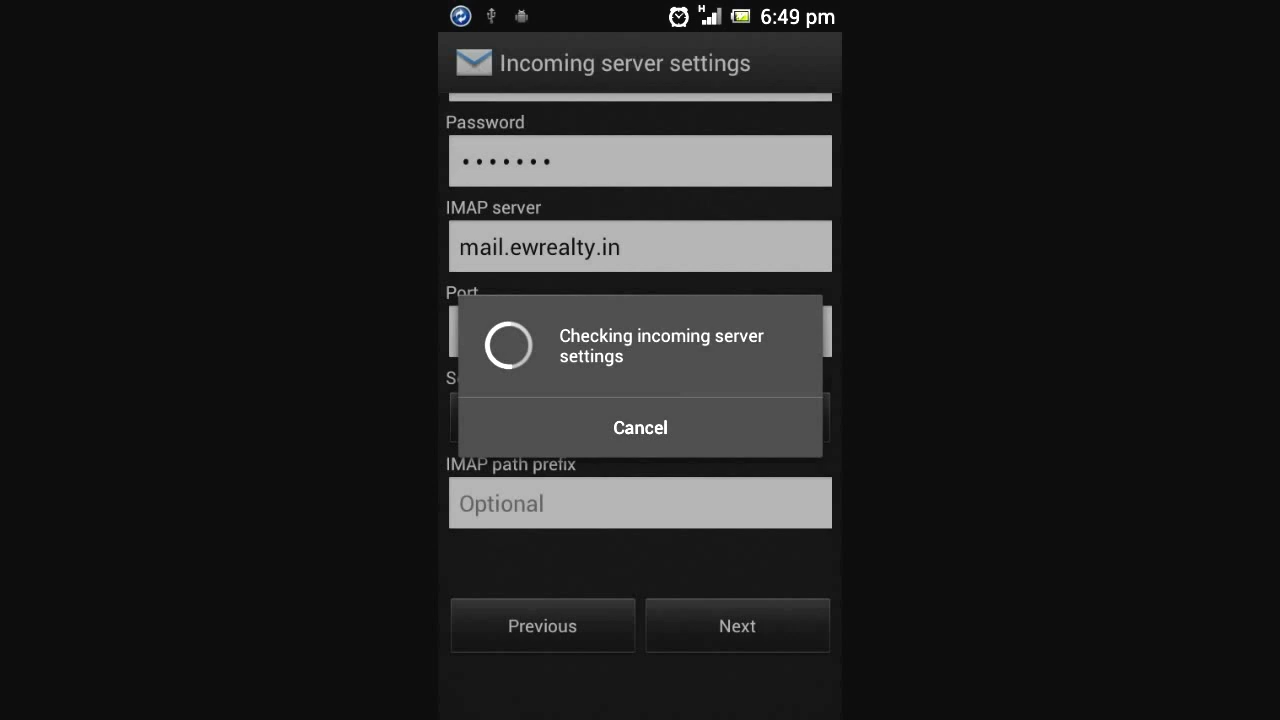 H
6:49 pm
Incoming server settings
Password
•••••••
IMAP server
mail.ewrealty.in
Port
Checking incoming server
settings
Cancel
IMAP path prefix
Optional
Previous
Next